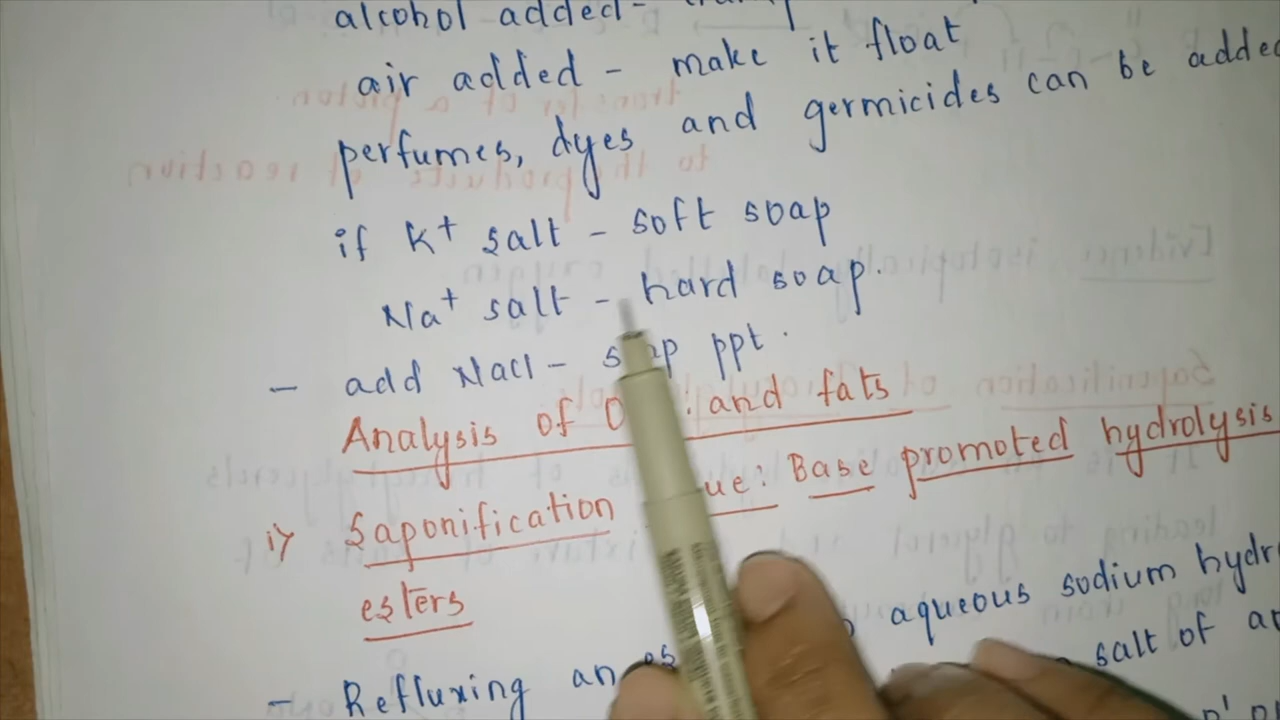 alcohol added -
air added - make it float
perfumes, dyes and germicides can be added
if K+ salt - soft soap
Na+ salt - hard soap.
- add NaCl - soap ppt.
Analysis of and fats
i) Saponification Base promoted hydrolysis
esters
- Refluxing an aqueous sodium
salt of